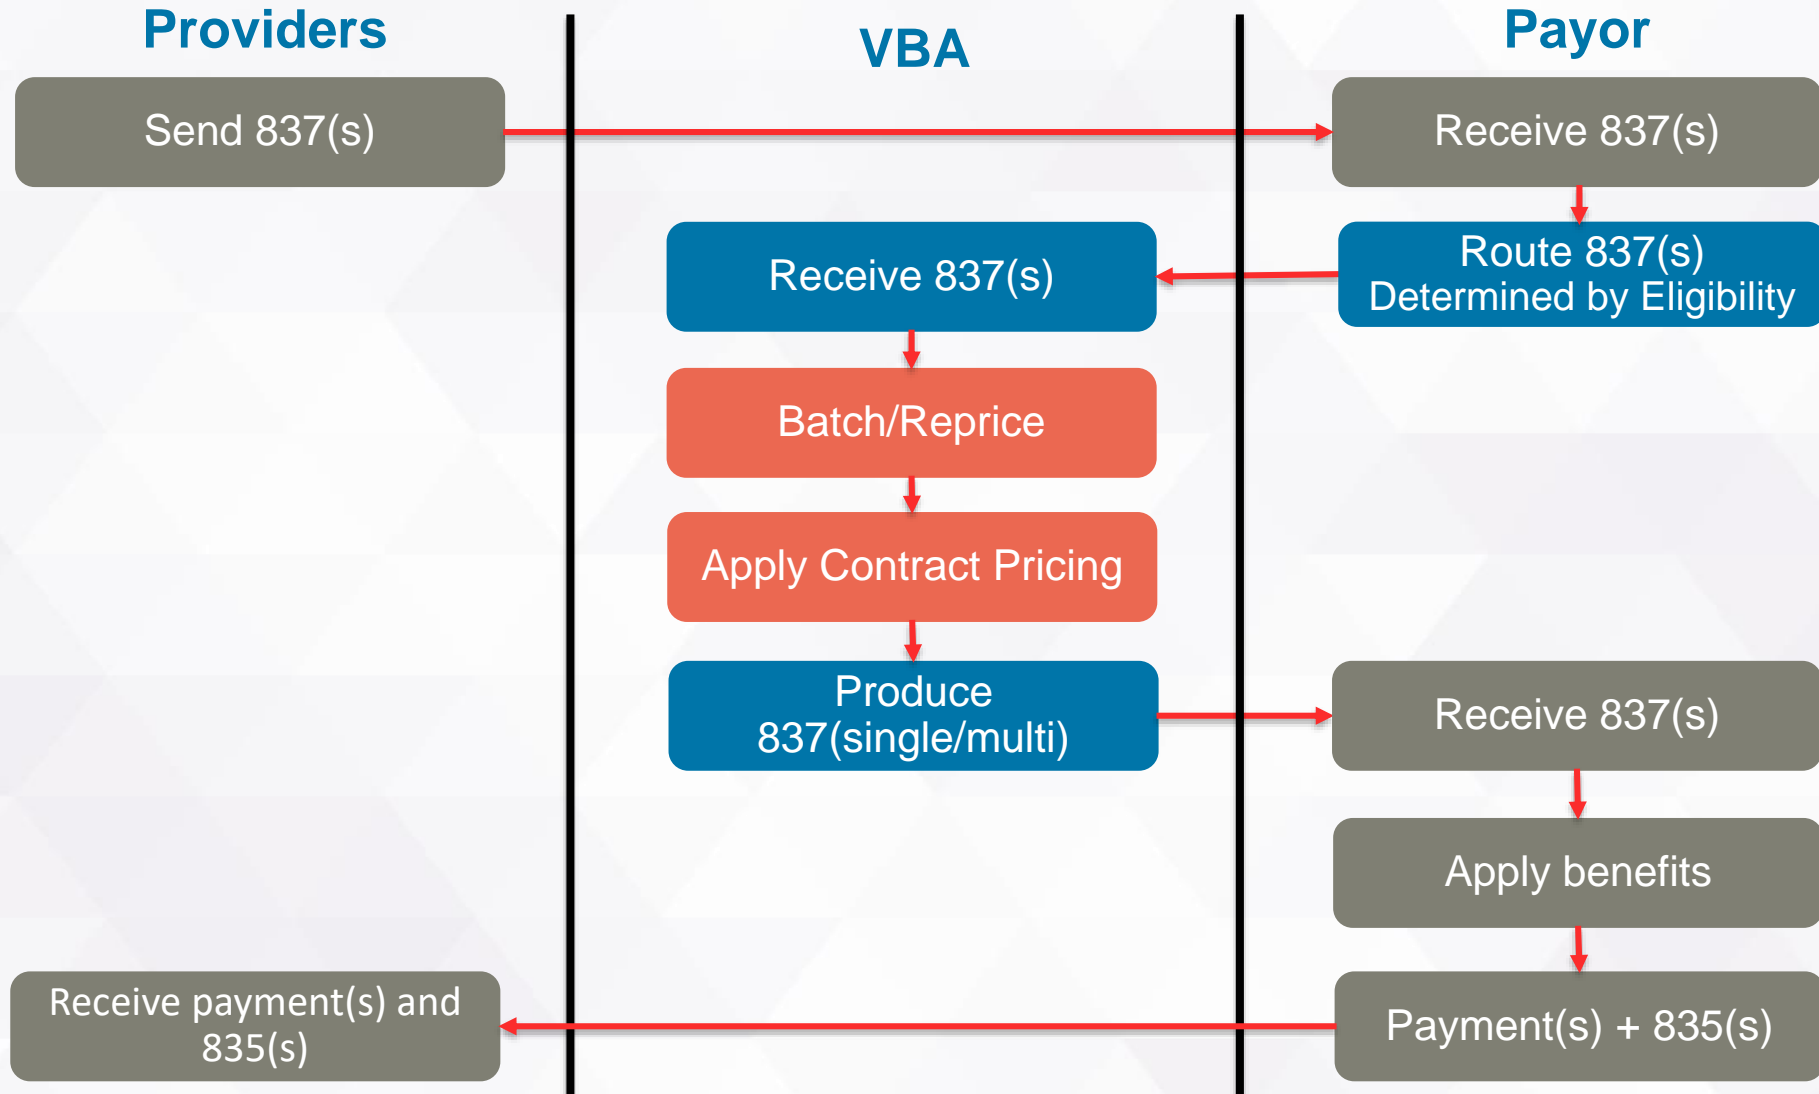 Providers
VBA
Payor
Send 837(s)
Receive 837(s)
Receive 837(s)
Route 837(s)
Determined by Eligibility
Batch/Reprice
Apply Contract Pricing
Produce
837(single/multi)
Receive 837(s)
Apply benefits
Receive payment(s) and
835(s)
Payment(s) + 835(s)